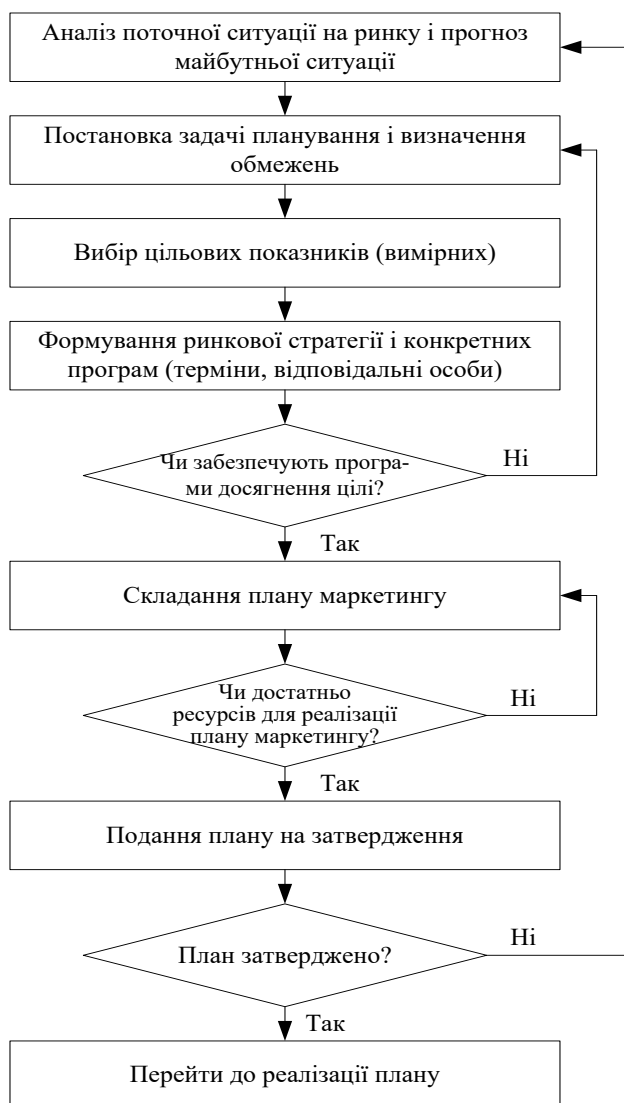 Аналіз поточної ситуації на ринку і прогноз
майбутньої ситуації
Постановка задачі планування і визначення
обмежень
Вибір цільових показників (вимірних)
Формування ринкової стратегії і конкретних
програм (терміни, відповідальні особи)
Чи забезпечують програ-
ми досягнення цілі?
Ні
Так
Складання плану маркетингу
Чи достатньо
ресурсів для реалізації
плану маркетингу?
Ні
Так
Подання плану на затвердження
План затверджено?
Ні
Так
Перейти до реалізації плану